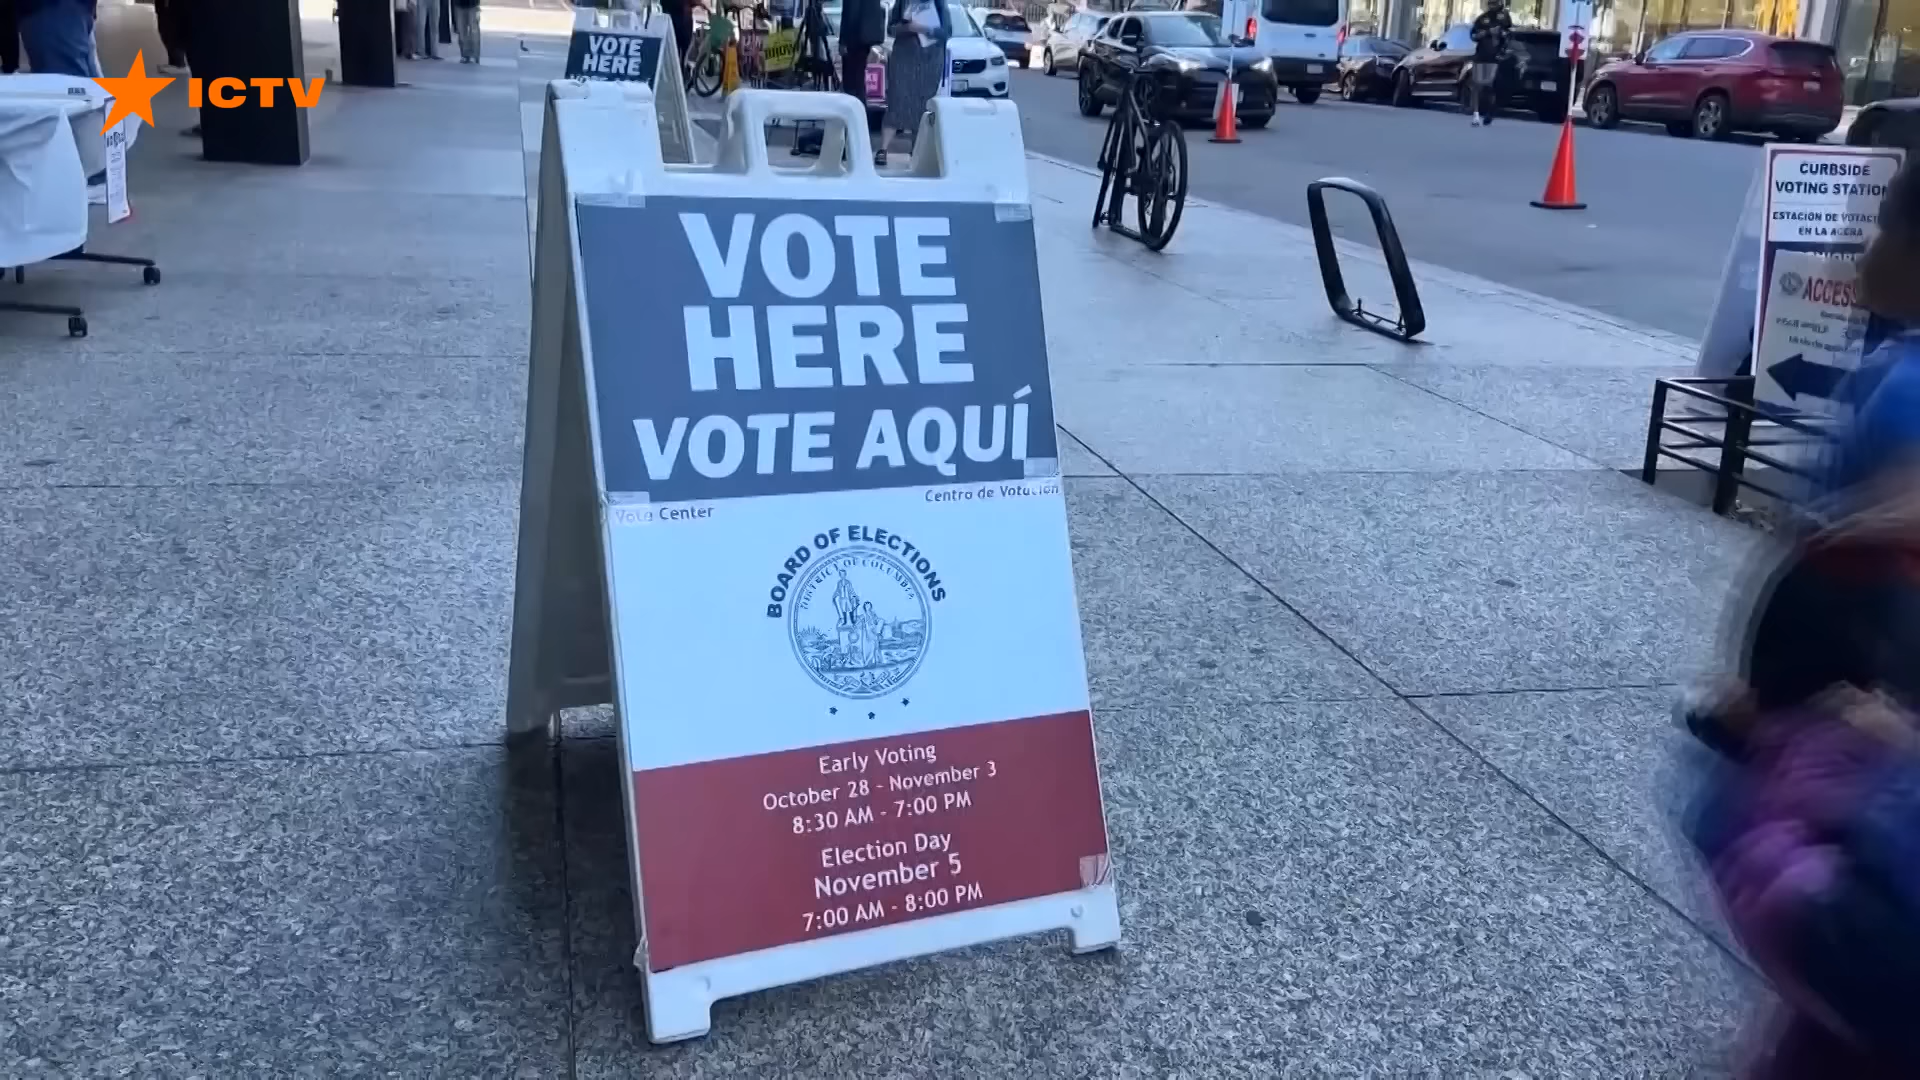 ICTV
VOTE
HERE
VOTE
HERE
VOTE AQUÍ
Vote Center
Centro de Votación
BOARD OF ELECTIONS
DISTRICT OF COLUMBIA
Early Voting
October 28 - November 3
8:30 AM - 7:00 PM
Election Day
November 5
7:00 AM - 8:00 PM
CURBSIDE
VOTING STATION
ESTACIÓN DE
EN LA ACERA